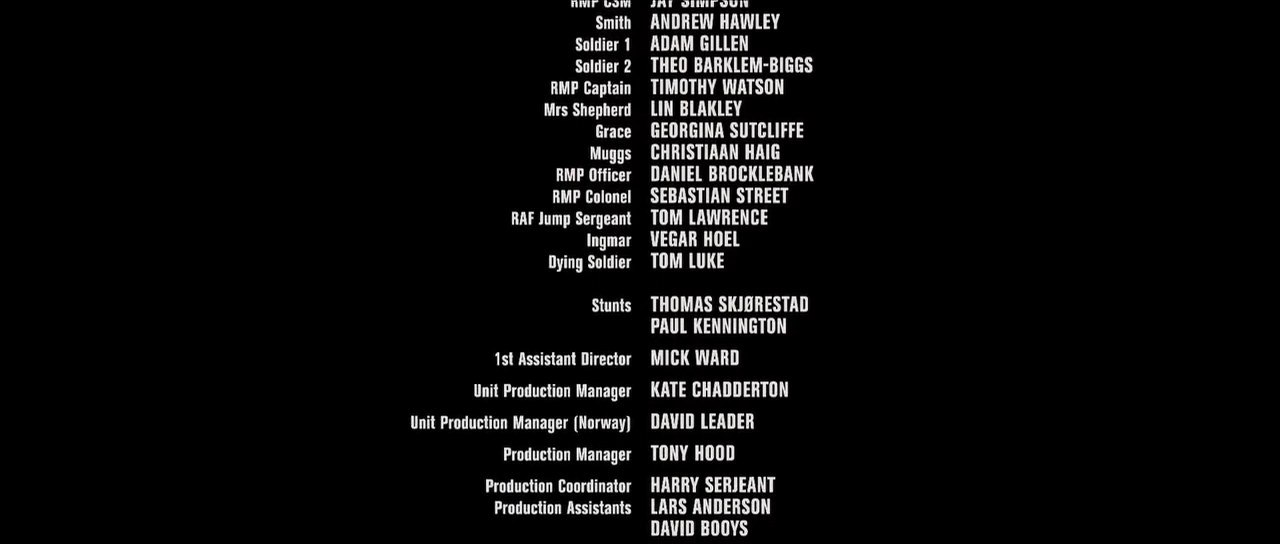 RMP CSM JAY SIMPSON
Smith ANDREW HAWLEY
Soldier 1 ADAM GILLEN
Soldier 2 THEO BARKLEM-BIGGS
RMP Captain TIMOTHY WATSON
Mrs Shepherd LIN BLAKLEY
Grace GEORGINA SUTCLIFFE
Muggs CHRISTIAAN HAIG
RMP Officer DANIEL BROCKLEBANK
RMP Colonel SEBASTIAN STREET
RAF Jump Sergeant TOM LAWRENCE
Ingmar VEGAR HOEL
Dying Soldier TOM LUKE
Stunts THOMAS SKJØRESTAD
PAUL KENNINGTON
1st Assistant Director MICK WARD
Unit Production Manager KATE CHADDERTON
Unit Production Manager (Norway) DAVID LEADER
Production Manager TONY HOOD
Production Coordinator HARRY SERJEANT
Production Assistants LARS ANDERSON
DAVID BOOYS